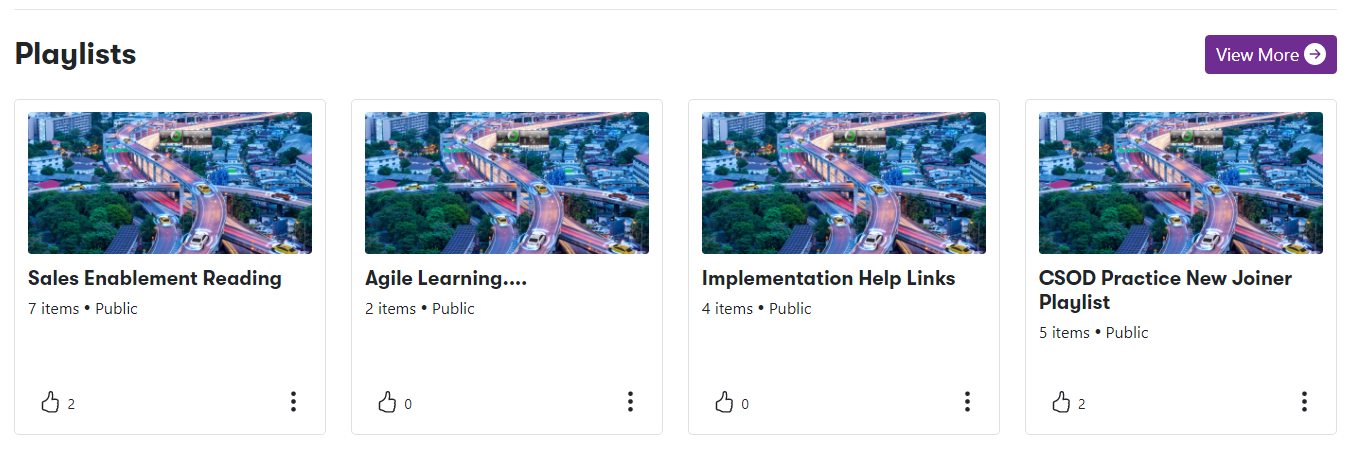 Playlists
View More
Sales Enablement Reading
7 items • Public
2
Agile Learning....
2 items • Public
0
Implementation Help Links
4 items • Public
0
CSOD Practice New Joiner
Playlist
5 items • Public
2